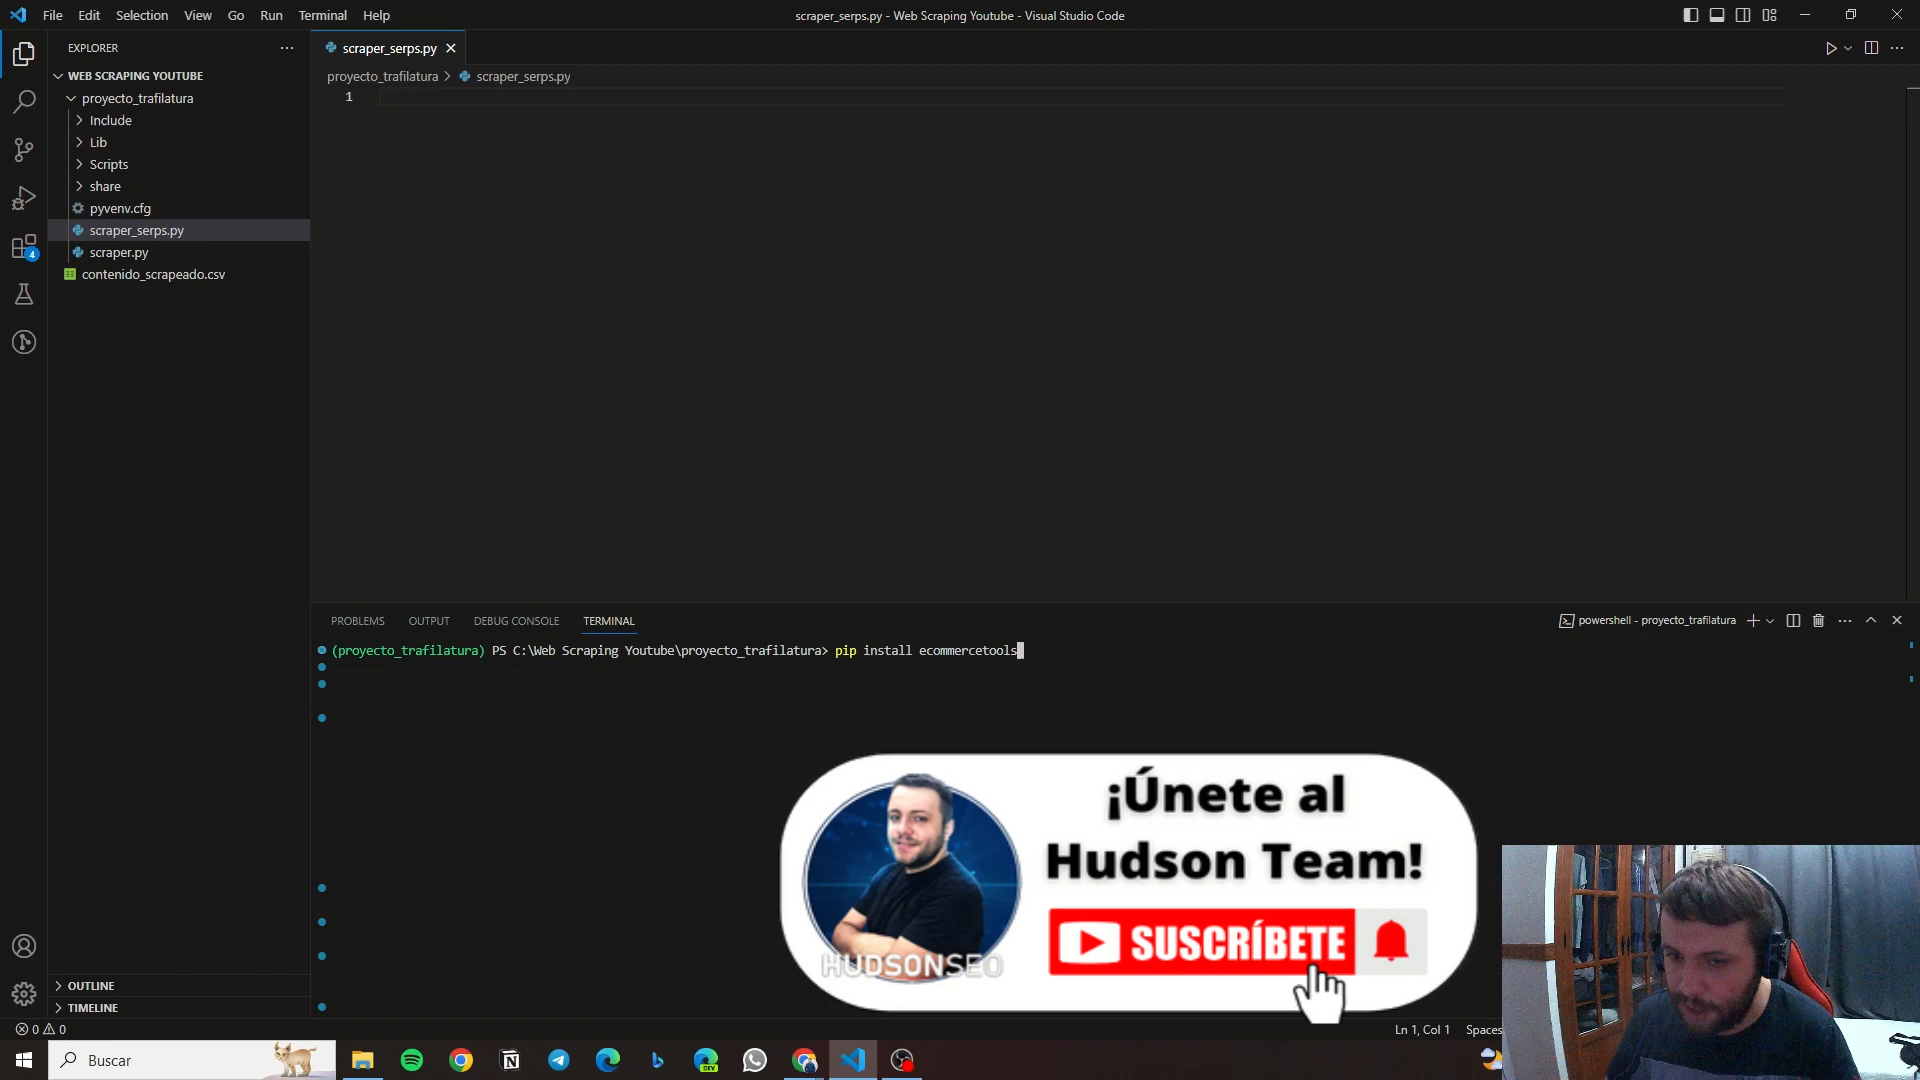 File Edit Selection View Go Run Terminal Help
scraper_serps.py - Web Scraping Youtube - Visual Studio Code
EXPLORER
WEB SCRAPING YOUTUBE
proyecto_trafilatura
Include
Lib
Scripts
share
pyvenv.cfg
scraper_serps.py
scraper.py
contenido_scrapeado.csv
4
OUTLINE
TIMELINE
scraper_serps.py
proyecto_trafilatura > scraper_serps.py
1
PROBLEMS OUTPUT DEBUG CONSOLE TERMINAL
powershell - proyecto_trafilatura
(proyecto_trafilatura) PS C:\Web Scraping Youtube\proyecto_trafilatura> pip install ecommercetools
¡Únete al
Hudson Team!
SUSCRÍBETE
HUDSONSEO
0 0
Ln 1, Col 1 Spaces
Buscar
DEV